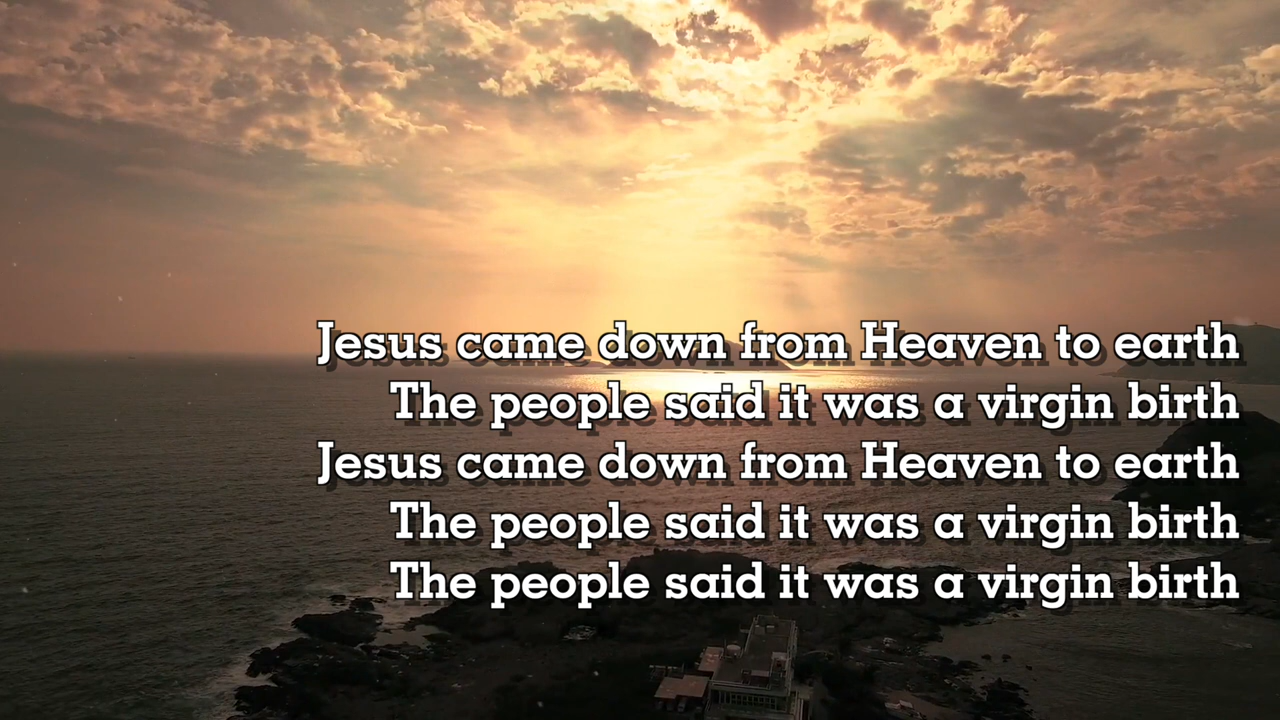 Jesus came down from Heaven to earth
The people said it was a virgin birth
Jesus came down from Heaven to earth
The people said it was a virgin birth
The people said it was a virgin birth